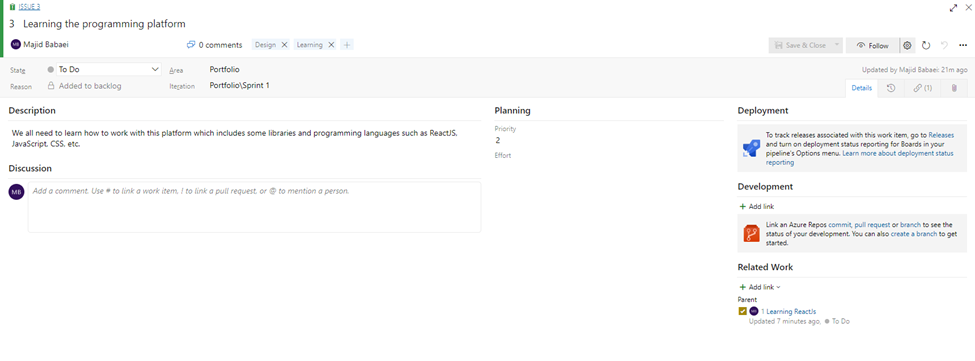 ISSUE 3
3 Learning the programming platform
MB Majid Babaei
0 comments
Design
Learning
Save & Close
Follow
State
To Do
Area
Portfolio
Updated by Majid Babaei: 21m ago
Reason
Added to backlog
Iteration
Portfolio\Sprint 1
Details
(1)
Description
We all need to learn how to work with this platform which includes some libraries and programming languages such as ReactJS,
JavaScript, CSS, etc.
Discussion
MB
Add a comment. Use # to link a work item, ! to link a pull request, or @ to mention a person.
Planning
Priority
2
Effort
Deployment
To track releases associated with this work item, go to Releases
and turn on deployment status reporting for Boards in your
pipeline's Options menu. Learn more about deployment status
reporting
Development
+ Add link
Link an Azure Repos commit, pull request or branch to see the
status of your development. You can also create a branch to get
started.
Related Work
+ Add link
Parent
MB 1 Learning ReactJs
Updated 7 minutes ago, To Do